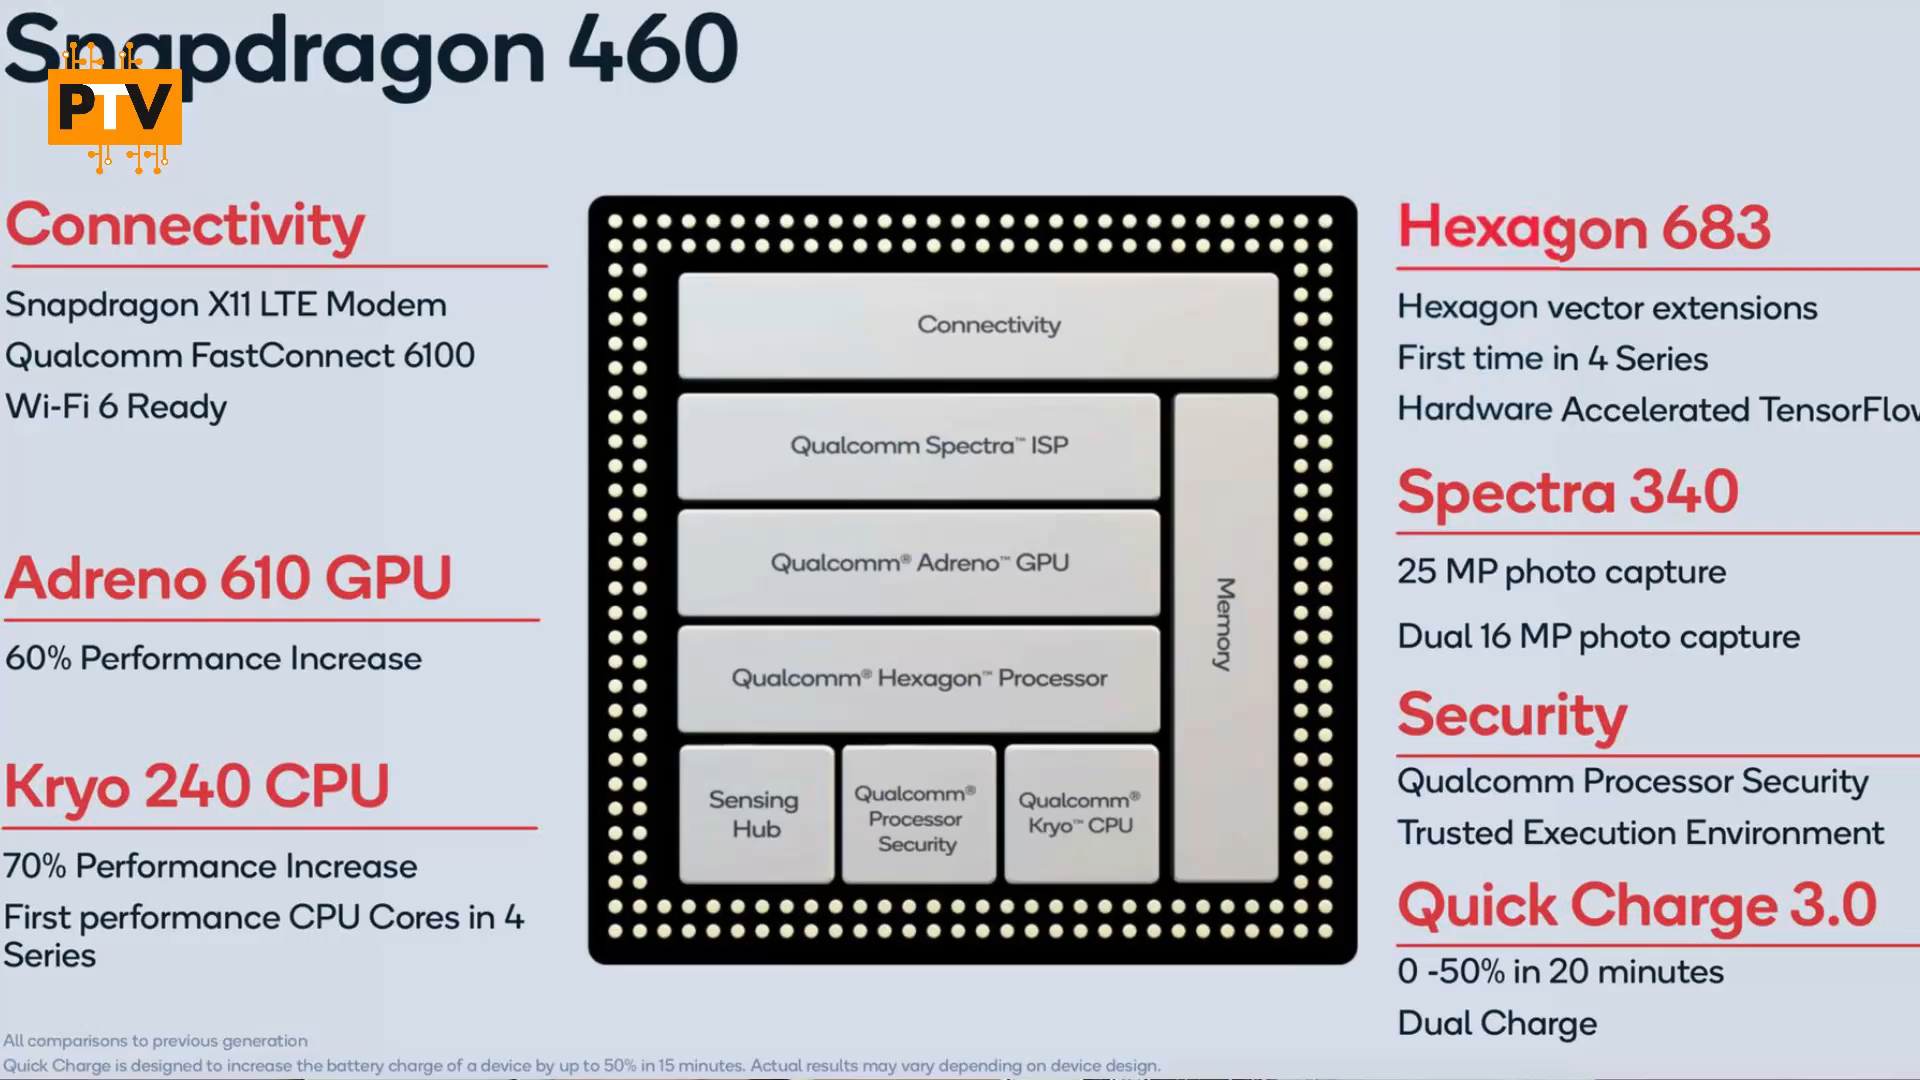 Snapdragon 460
PTV
Connectivity
Snapdragon X11 LTE Modem
Qualcomm FastConnect 6100
Wi-Fi 6 Ready
Adreno 610 GPU
60% Performance Increase
Kryo 240 CPU
70% Performance Increase
First performance CPU Cores in 4
Series
Connectivity
Qualcomm Spectra™ ISP
Qualcomm® Adreno™ GPU
Qualcomm® Hexagon™ Processor
Memory
Sensing
Hub
Qualcomm®
Processor
Security
Qualcomm®
Kryo™ CPU
Hexagon 683
Hexagon vector extensions
First time in 4 Series
Hardware Accelerated TensorFlow
Spectra 340
25 MP photo capture
Dual 16 MP photo capture
Security
Qualcomm Processor Security
Trusted Execution Environment
Quick Charge 3.0
0 -50% in 20 minutes
Dual Charge
All comparisons to previous generation
Quick Charge is designed to increase the battery charge of a device by up to 50% in 15 minutes. Actual results may vary depending on device design.